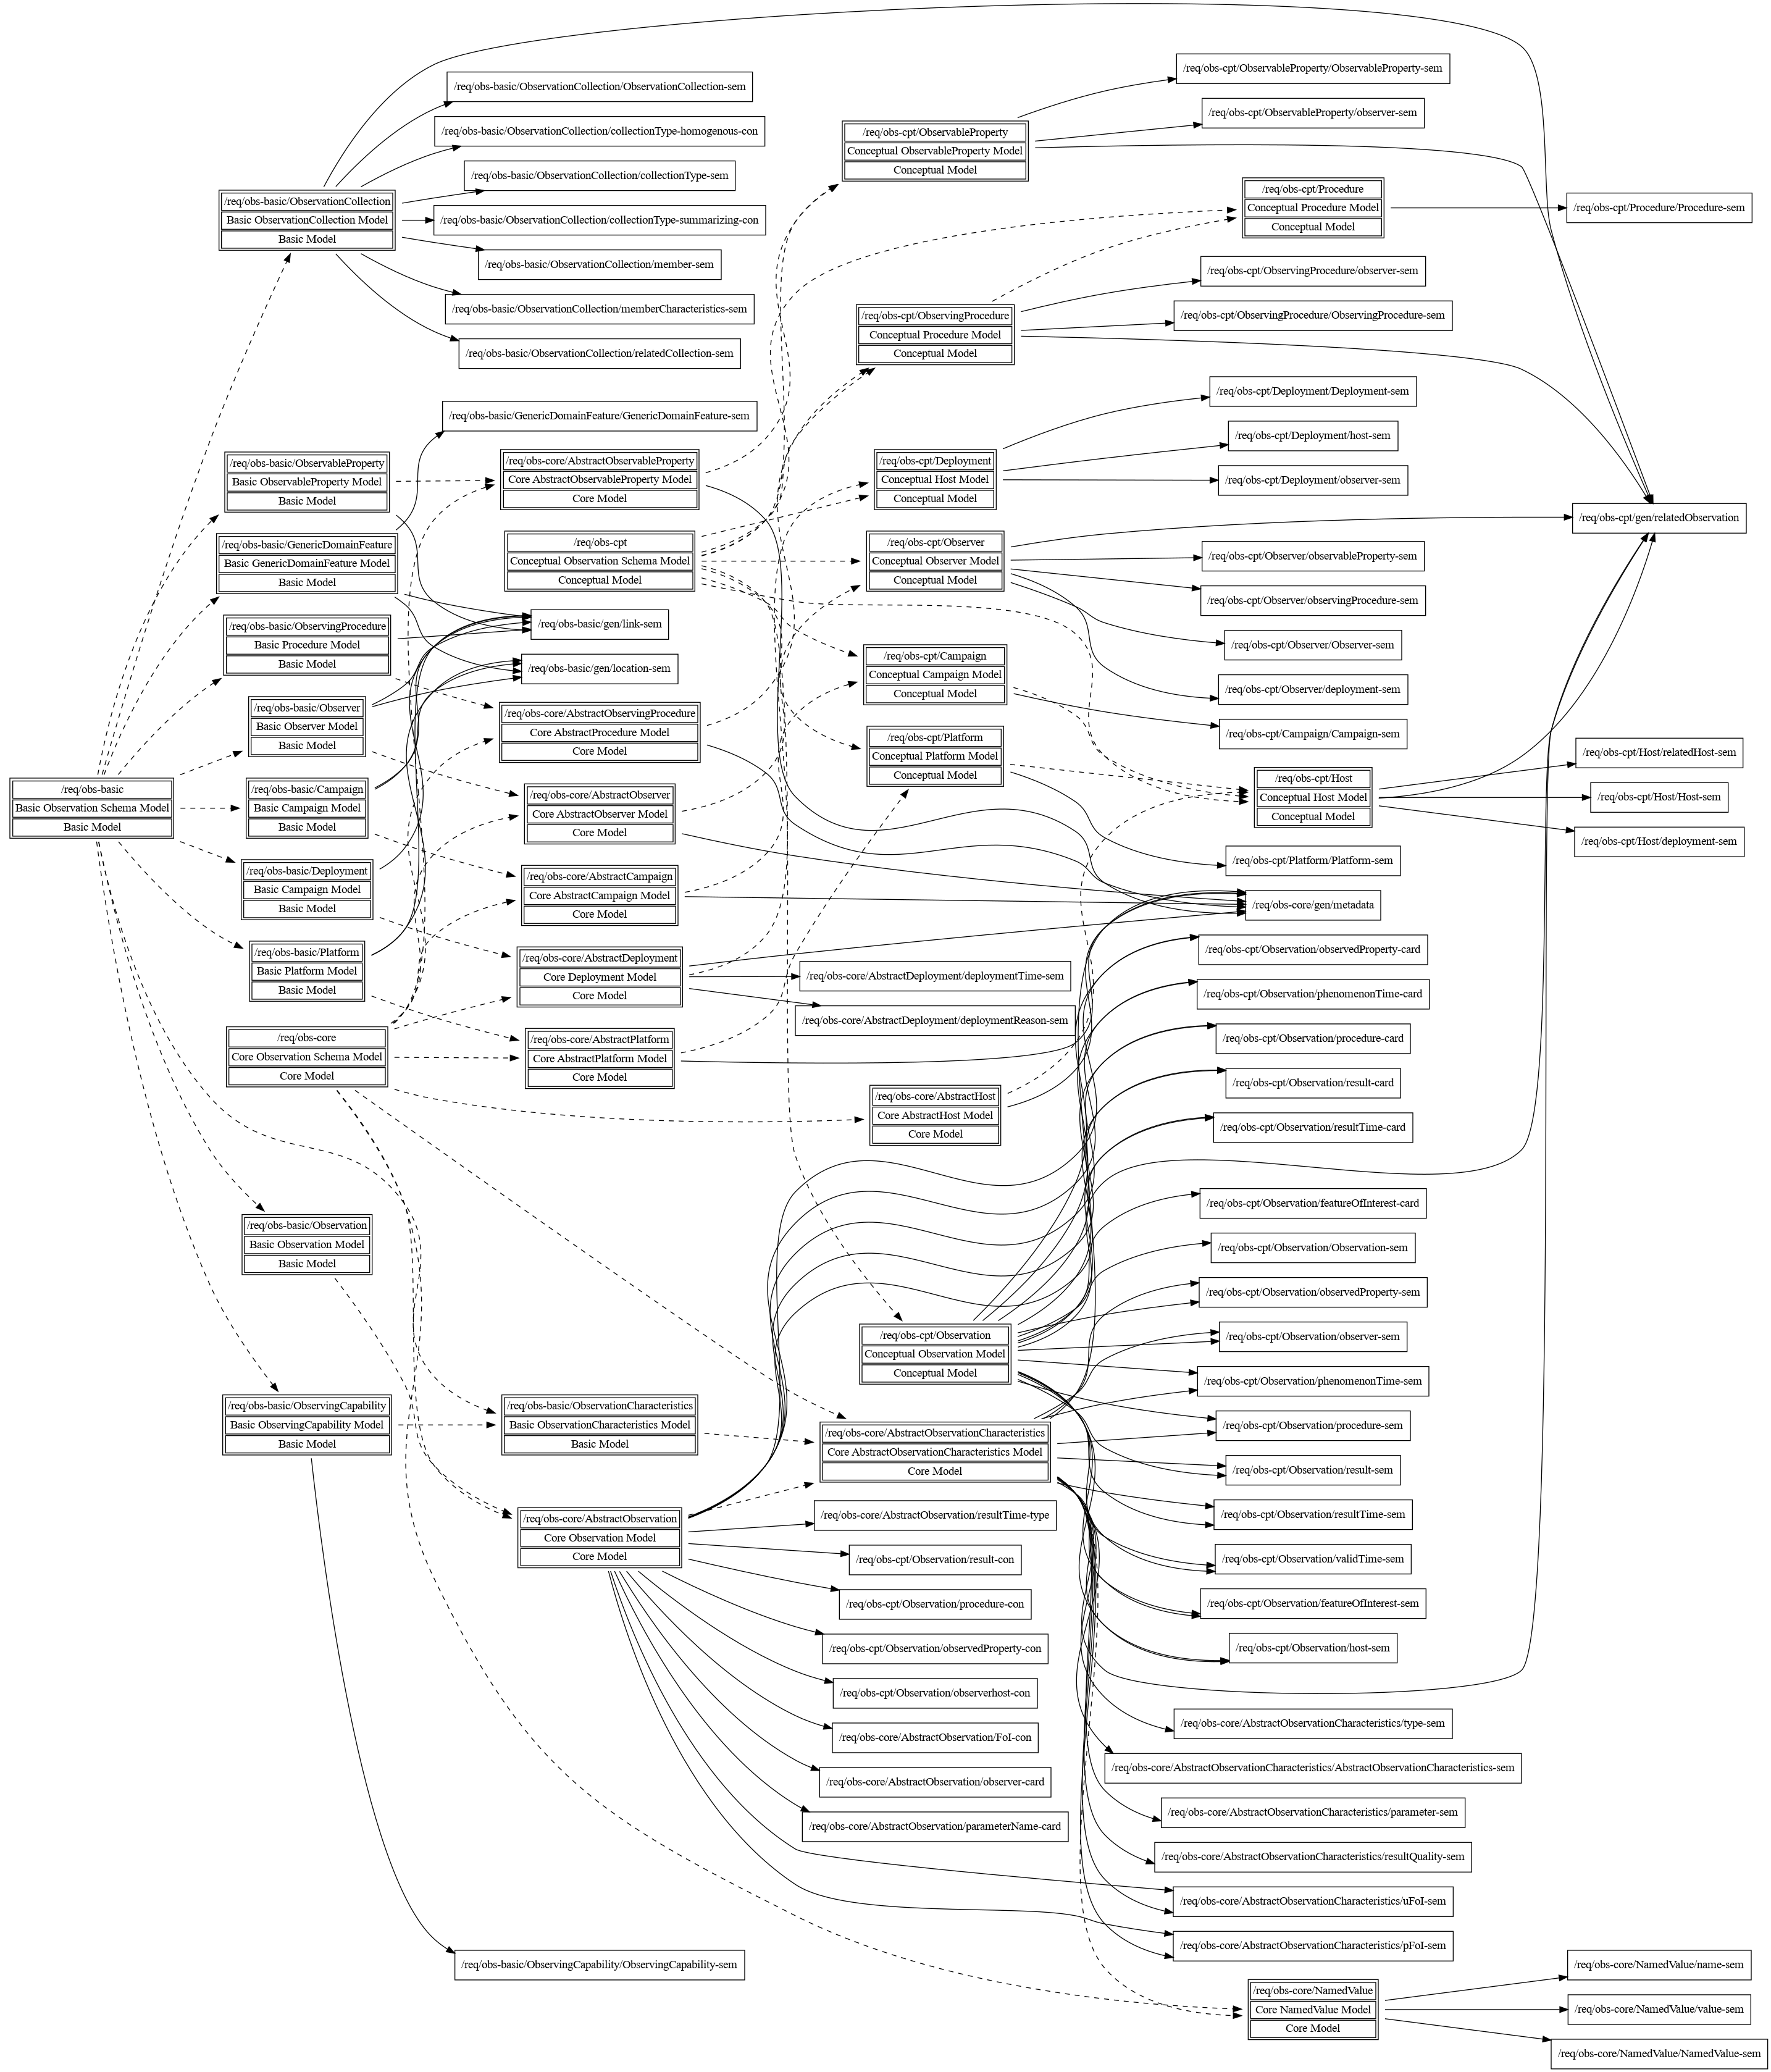 /req/obs-basic
Basic Observation Schema Model
Basic Model
/req/obs-basic/ObservationCollection
Basic ObservationCollection Model
Basic Model
/req/obs-basic/ObservableProperty
Basic ObservableProperty Model
Basic Model
/req/obs-basic/GenericDomainFeature
Basic GenericDomainFeature Model
Basic Model
/req/obs-basic/ObservingProcedure
Basic Procedure Model
Basic Model
/req/obs-basic/Observer
Basic Observer Model
Basic Model
/req/obs-basic/Campaign
Basic Campaign Model
Basic Model
/req/obs-basic/Deployment
Basic Campaign Model
Basic Model
/req/obs-basic/Platform
Basic Platform Model
Basic Model
/req/obs-core
Core Observation Schema Model
Core Model
/req/obs-basic/Observation
Basic Observation Model
Basic Model
/req/obs-basic/ObservingCapability
Basic ObservingCapability Model
Basic Model
/req/obs-basic/ObservationCollection/ObservationCollection-sem
/req/obs-basic/ObservationCollection/collectionType-homogenous-con
/req/obs-basic/ObservationCollection/collectionType-sem
/req/obs-basic/ObservationCollection/collectionType-summarizing-con
/req/obs-basic/ObservationCollection/member-sem
/req/obs-basic/ObservationCollection/memberCharacteristics-sem
/req/obs-basic/ObservationCollection/relatedCollection-sem
/req/obs-basic/GenericDomainFeature/GenericDomainFeature-sem
/req/obs-core/AbstractObservableProperty
Core AbstractObservableProperty Model
Core Model
/req/obs-cpt
Conceptual Observation Schema Model
Conceptual Model
/req/obs-basic/gen/link-sem
/req/obs-basic/gen/location-sem
/req/obs-core/AbstractObservingProcedure
Core AbstractProcedure Model
Core Model
/req/obs-core/AbstractObserver
Core AbstractObserver Model
Core Model
/req/obs-core/AbstractCampaign
Core AbstractCampaign Model
Core Model
/req/obs-core/AbstractDeployment
Core Deployment Model
Core Model
/req/obs-core/AbstractPlatform
Core AbstractPlatform Model
Core Model
/req/obs-basic/ObservationCharacteristics
Basic ObservationCharacteristics Model
Basic Model
/req/obs-core/AbstractObservation
Core Observation Model
Core Model
/req/obs-basic/ObservingCapability/ObservingCapability-sem
/req/obs-cpt/ObservableProperty
Conceptual ObservableProperty Model
Conceptual Model
/req/obs-cpt/ObservingProcedure
Conceptual Procedure Model
Conceptual Model
/req/obs-cpt/Deployment
Conceptual Host Model
Conceptual Model
/req/obs-cpt/Observer
Conceptual Observer Model
Conceptual Model
/req/obs-cpt/Campaign
Conceptual Campaign Model
Conceptual Model
/req/obs-cpt/Platform
Conceptual Platform Model
Conceptual Model
/req/obs-core/AbstractDeployment/deploymentTime-sem
/req/obs-core/AbstractDeployment/deploymentReason-sem
/req/obs-core/AbstractHost
Core AbstractHost Model
Core Model
/req/obs-cpt/Observation
Conceptual Observation Model
Conceptual Model
/req/obs-core/AbstractObservationCharacteristics
Core AbstractObservationCharacteristics Model
Core Model
/req/obs-core/AbstractObservation/resultTime-type
/req/obs-cpt/Observation/result-con
/req/obs-cpt/Observation/procedure-con
/req/obs-cpt/Observation/observedProperty-con
/req/obs-cpt/Observation/observerhost-con
/req/obs-core/AbstractObservation/FoI-con
/req/obs-core/AbstractObservation/observer-card
/req/obs-core/AbstractObservation/parameterName-card
/req/obs-cpt/ObservableProperty/ObservableProperty-sem
/req/obs-cpt/ObservableProperty/observer-sem
/req/obs-cpt/Procedure
Conceptual Procedure Model
Conceptual Model
/req/obs-cpt/ObservingProcedure/observer-sem
/req/obs-cpt/ObservingProcedure/ObservingProcedure-sem
/req/obs-cpt/Deployment/Deployment-sem
/req/obs-cpt/Deployment/host-sem
/req/obs-cpt/Deployment/observer-sem
/req/obs-cpt/Observer/observableProperty-sem
/req/obs-cpt/Observer/observingProcedure-sem
/req/obs-cpt/Observer/Observer-sem
/req/obs-cpt/Observer/deployment-sem
/req/obs-cpt/Campaign/Campaign-sem
/req/obs-cpt/Host
Conceptual Host Model
Conceptual Model
/req/obs-cpt/Platform/Platform-sem
/req/obs-core/gen/metadata
/req/obs-cpt/Observation/observedProperty-card
/req/obs-cpt/Observation/phenomenonTime-card
/req/obs-cpt/Observation/procedure-card
/req/obs-cpt/Observation/result-card
/req/obs-cpt/Observation/resultTime-card
/req/obs-cpt/Observation/featureOfInterest-card
/req/obs-cpt/Observation/Observation-sem
/req/obs-cpt/Observation/observedProperty-sem
/req/obs-cpt/Observation/observer-sem
/req/obs-cpt/Observation/phenomenonTime-sem
/req/obs-cpt/Observation/procedure-sem
/req/obs-cpt/Observation/result-sem
/req/obs-cpt/Observation/resultTime-sem
/req/obs-cpt/Observation/validTime-sem
/req/obs-cpt/Observation/featureOfInterest-sem
/req/obs-cpt/Observation/host-sem
/req/obs-core/AbstractObservationCharacteristics/type-sem
/req/obs-core/AbstractObservationCharacteristics/AbstractObservationCharacteristics-sem
/req/obs-core/AbstractObservationCharacteristics/parameter-sem
/req/obs-core/AbstractObservationCharacteristics/resultQuality-sem
/req/obs-core/AbstractObservationCharacteristics/uFoI-sem
/req/obs-core/AbstractObservationCharacteristics/pFoI-sem
/req/obs-core/NamedValue
Core NamedValue Model
Core Model
/req/obs-cpt/Procedure/Procedure-sem
/req/obs-cpt/gen/relatedObservation
/req/obs-cpt/Host/relatedHost-sem
/req/obs-cpt/Host/Host-sem
/req/obs-cpt/Host/deployment-sem
/req/obs-core/NamedValue/name-sem
/req/obs-core/NamedValue/value-sem
/req/obs-core/NamedValue/NamedValue-sem